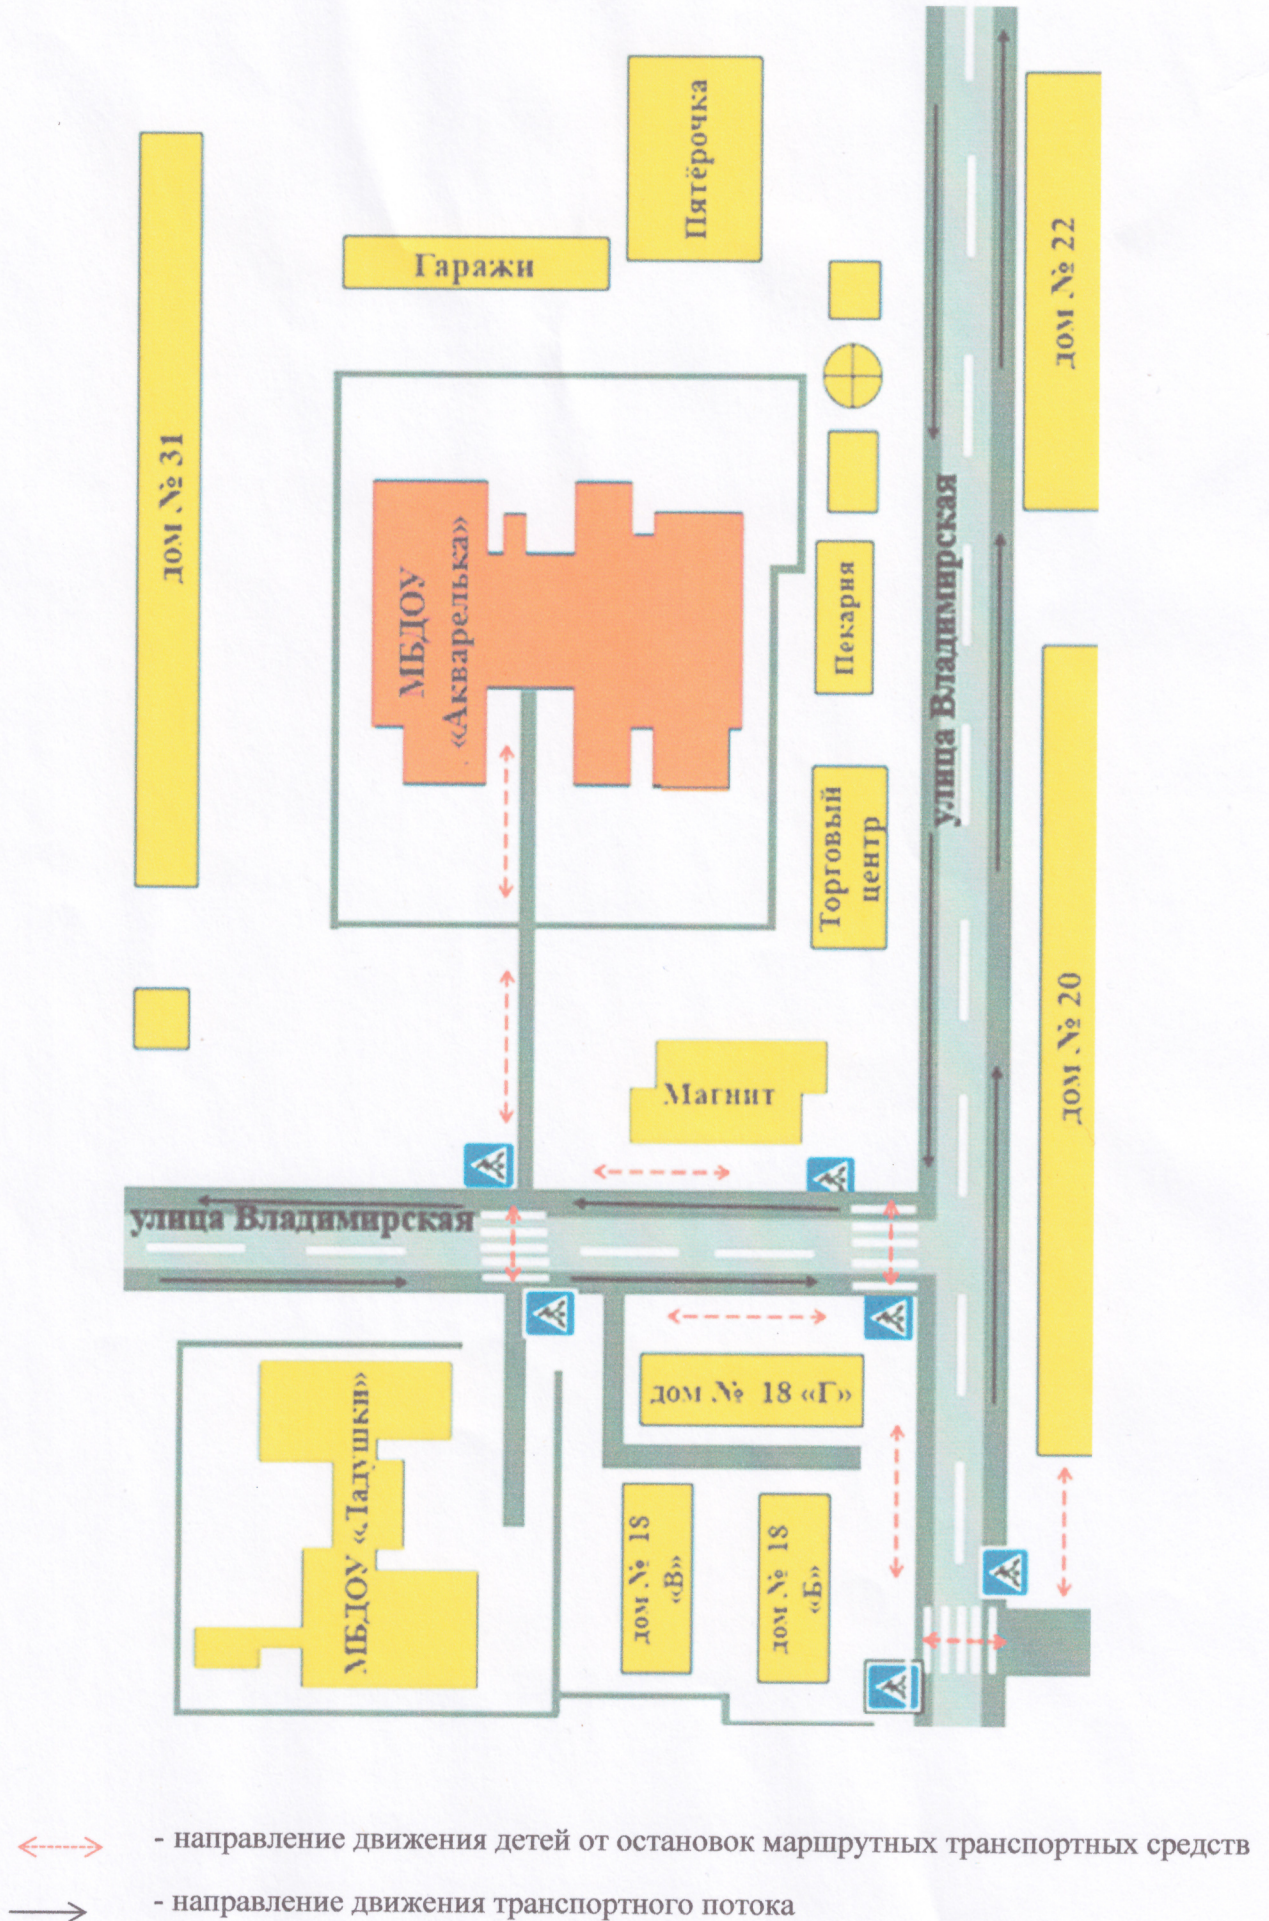 Пятёрочка
Гаражи
дом № 22
дом № 31
МБДОУ
«Акварелька»
Пекарня
улица Владимирская
Торговый
центр
дом № 20
Магнит
улица Владимирская
дом № 18 «Г»
МБДОУ «Ладушки»
дом № 18
«В»
дом № 18
«Б»
- направление движения детей от остановок маршрутных транспортных средств
- направление движения транспортного потока